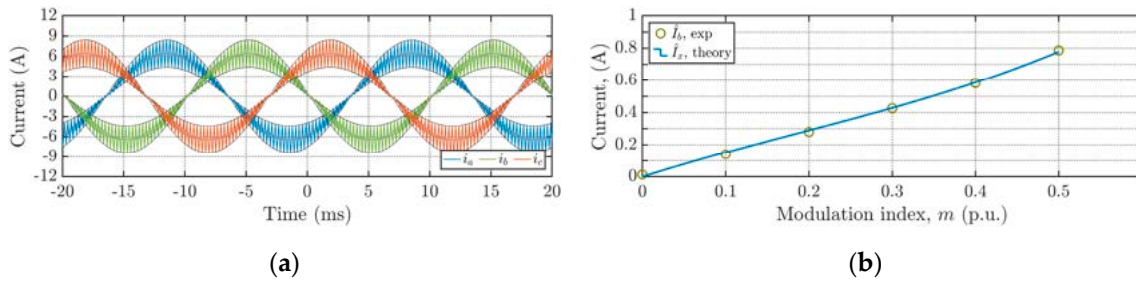 12
9
6
3
0
-3
-6
-9
-12
Current (A)
i_a i_b i_c
-20 -15 -10 -5 0 5 10 15 20
Time (ms)
(a)
1
0.8
0.6
0.4
0.2
0
Current, (A)
Î_b, exp
Î_x, theory
0 0.1 0.2 0.3 0.4 0.5
Modulation index, m (p.u.)
(b)